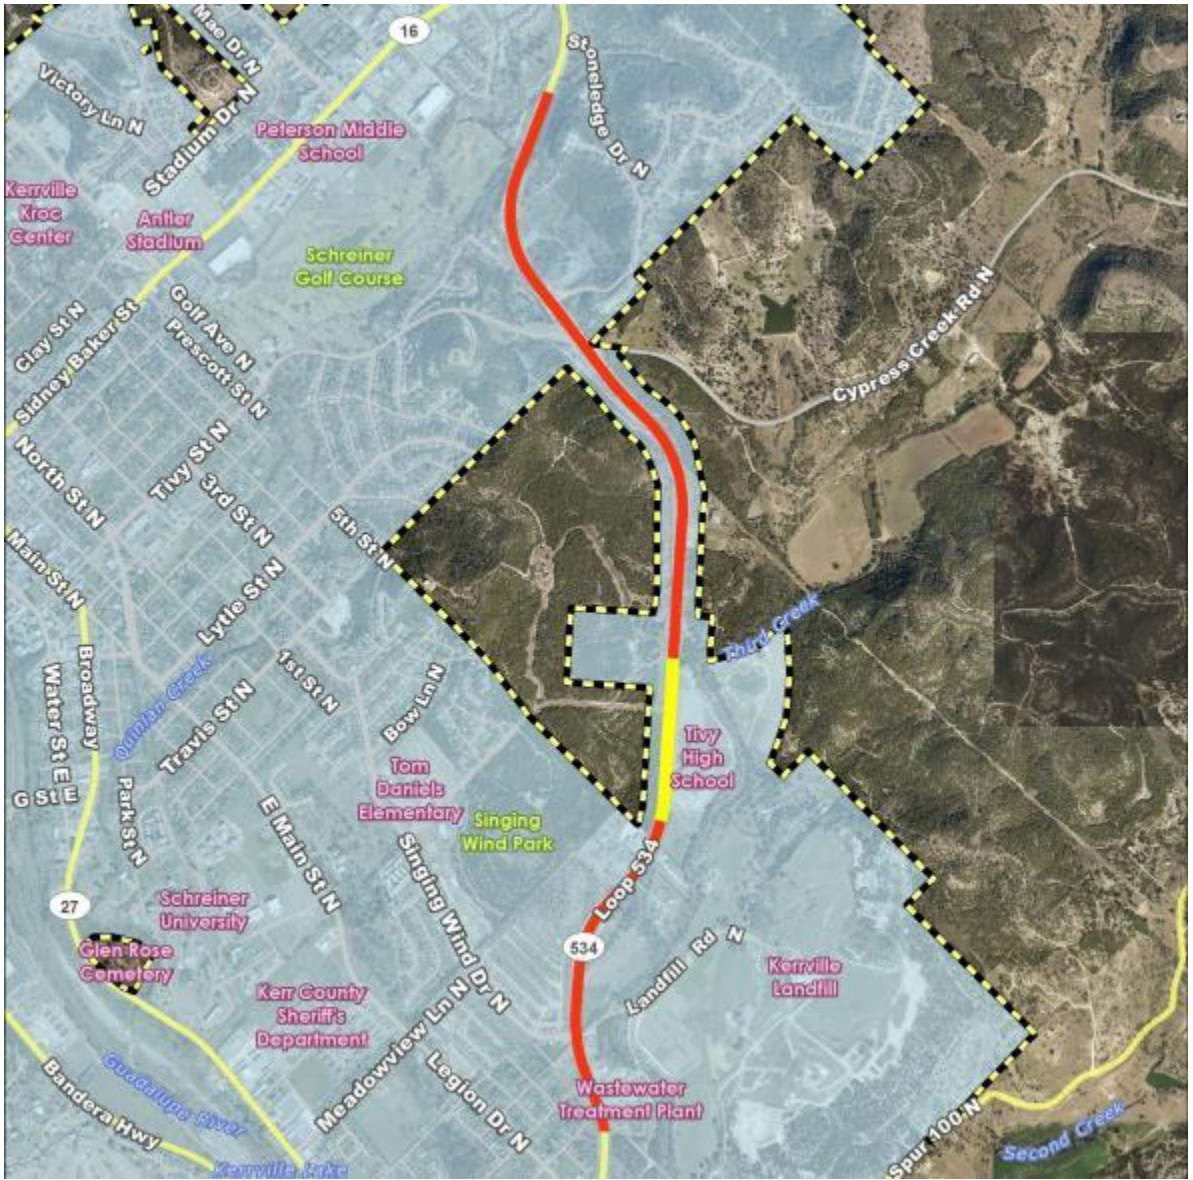 Mae Dr N
16
Stoneledge Dr N
Victory Ln N
Stadium Dr N
Peterson Middle
School
Kerrville
Kroc
Center
Antler
Stadium
Schreiner
Golf Course
Clay St N
Sidney Baker St
Golf Ave N
Prescott St N
Cypress Creek Rd N
North St N
Tivy St N
3rd St N
5th St N
Main St N
Lytle St N
Third Creek
Water St E
Broadway
Quinlan Creek
Travis St N
1st St N
Bow Ln N
Tivy
High
School
G St E
Park St N
Tom
Daniels
Elementary
Singing
Wind Park
E Main St N
Singing Wind Dr N
Loop 534
27
Schreiner
University
534
Landfill Rd N
Glen Rose
Cemetery
Kerrville
Landfill
Kerr County
Sheriff's
Department
Meadowview Ln N
Legion Dr N
Wastewater
Treatment Plant
Guadalupe River
Bandera Hwy
Kerrville Lake
Spur 100 N
Second Creek